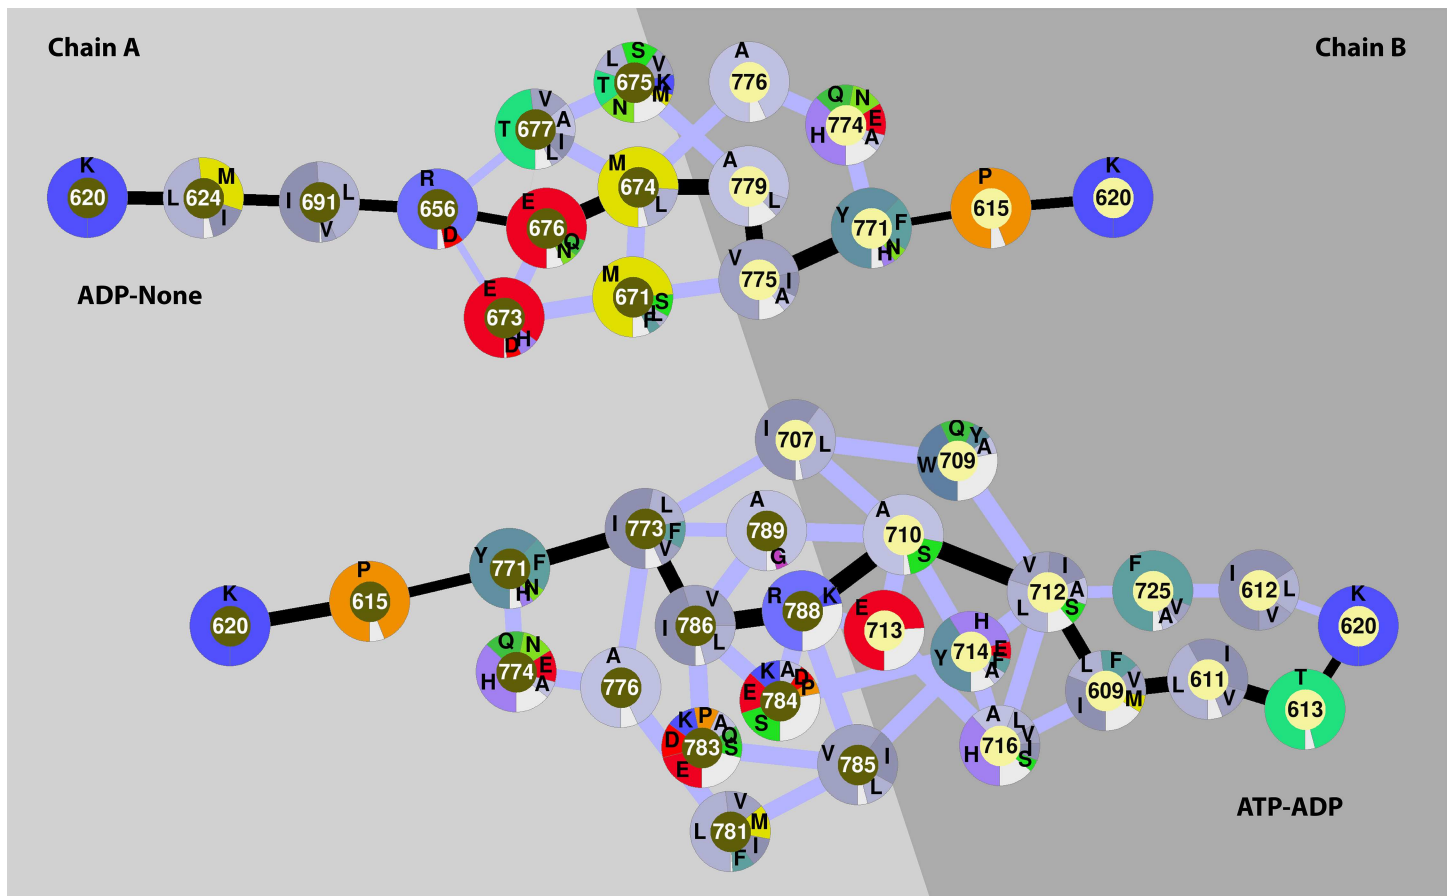 Chain A
Chain B
K 620
L M I 624
I L V 691
R D 656
T V A I L 677
L S V K M N T 675
E Q N 676
M L 674
E H D 673
M S L F 671
A 776
Q N E A H 774
A L 779
V I A 775
Y F N H 771
P 615
K 620
ADP-None
I L 707
W Q Y A 709
I L F V 773
A G 789
A S 710
Y F N H 771
P 615
K 620
V I A S L 712
F V A 725
I L V 612
K 620
I V L 786
R K 788
E 713
Y H E F A 714
Q N E A H 774
A 776
E K A D P S 784
L F V M I 609
L I V 611
T 613
D K P A Q S E 783
V I L 785
H A L V I S 716
L V M I F 781
ATP-ADP